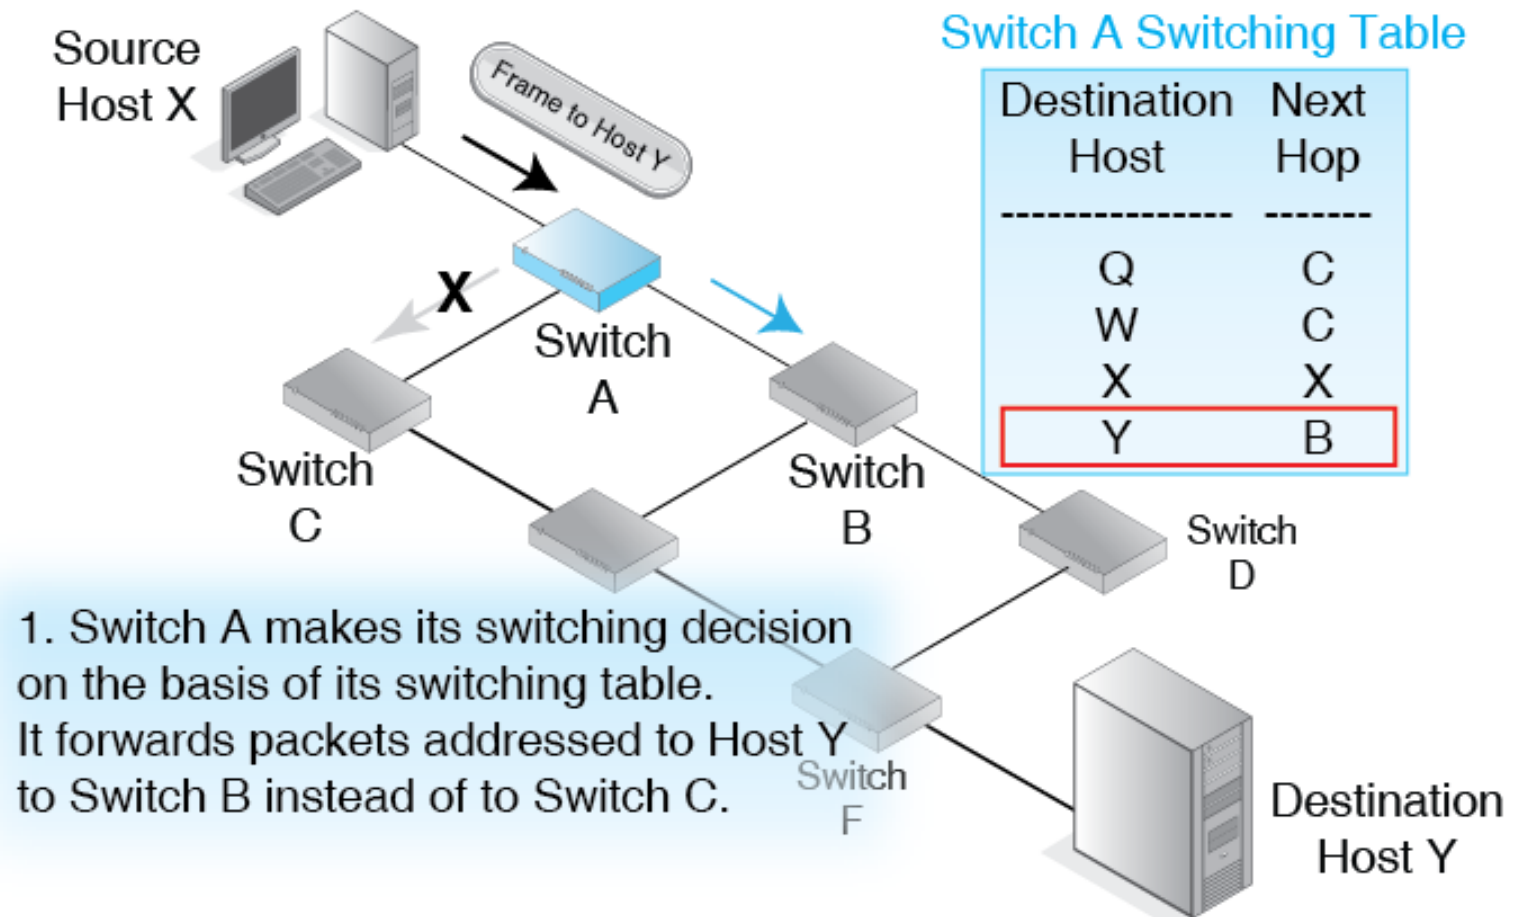 Source
Host X
Frame to Host Y
Switch A Switching Table
Destination Next
Host Hop
--------------- -------
Q C
W C
X X
Y B
X
Switch
A
Switch
C
Switch
B
Switch
D
1. Switch A makes its switching decision
on the basis of its switching table.
It forwards packets addressed to Host Y
to Switch B instead of to Switch C.
Switch
F
Destination
Host Y